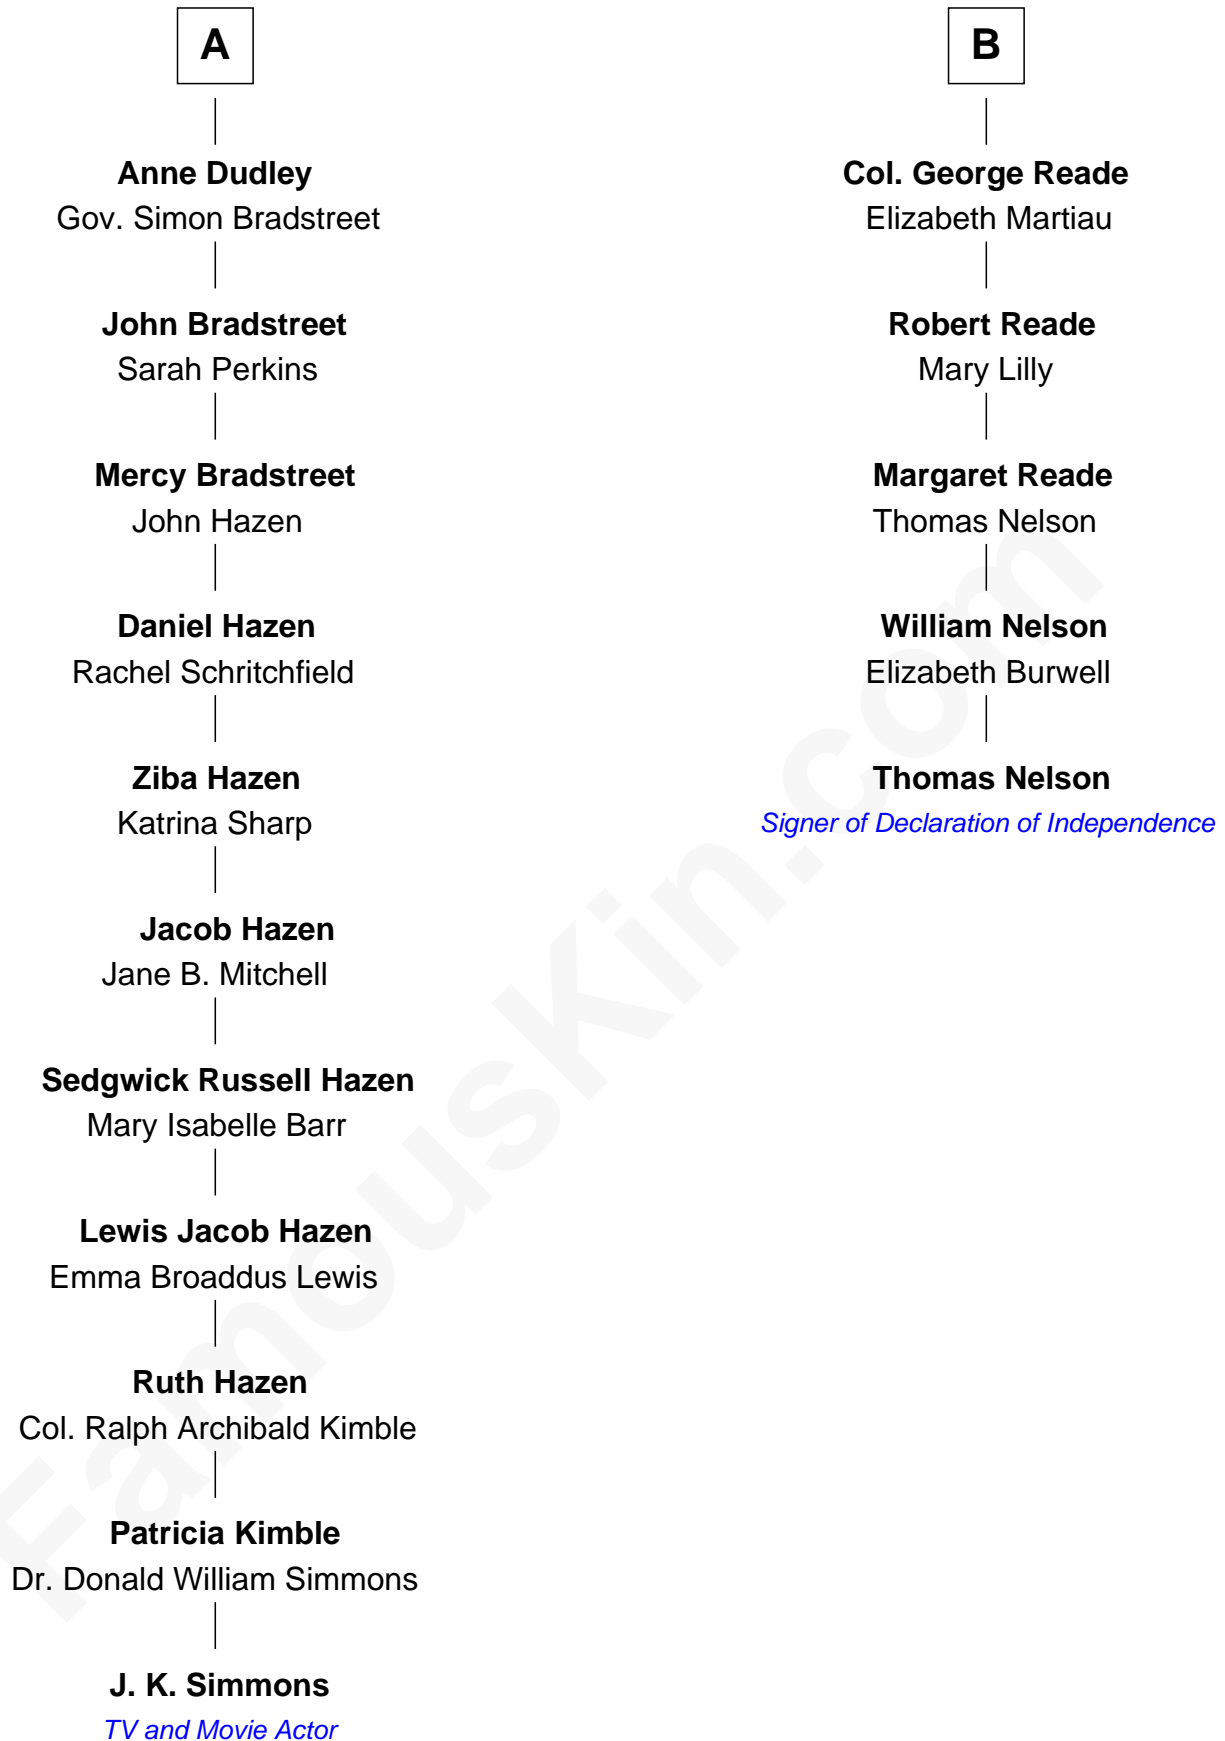 A
Anne Dudley
Gov. Simon Bradstreet
John Bradstreet
Sarah Perkins
Mercy Bradstreet
John Hazen
Daniel Hazen
Rachel Schritchfield
Ziba Hazen
Katrina Sharp
Jacob Hazen
Jane B. Mitchell
Sedgwick Russell Hazen
Mary Isabelle Barr
Lewis Jacob Hazen
Emma Broaddus Lewis
Ruth Hazen
Col. Ralph Archibald Kimble
Patricia Kimble
Dr. Donald William Simmons
J. K. Simmons
TV and Movie Actor
B
Col. George Reade
Elizabeth Martiau
Robert Reade
Mary Lilly
Margaret Reade
Thomas Nelson
William Nelson
Elizabeth Burwell
Thomas Nelson
Signer of Declaration of Independence
FamousKin.com